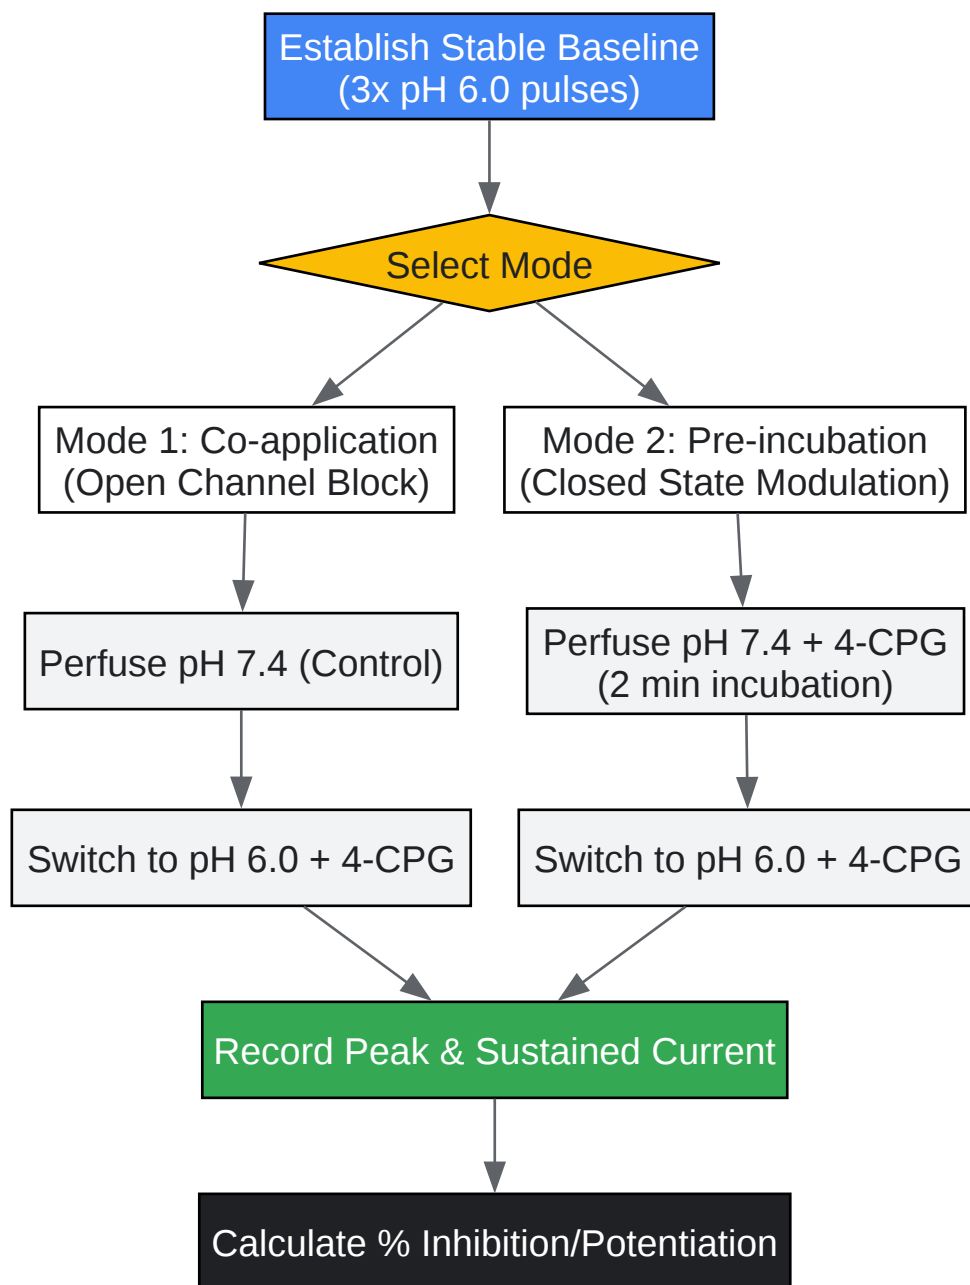 Establish Stable Baseline
(3x pH 6.0 pulses)
Select Mode
Mode 1: Co-application
(Open Channel Block)
Mode 2: Pre-incubation
(Closed State Modulation)
Perfuse pH 7.4 (Control)
Perfuse pH 7.4 + 4-CPG
(2 min incubation)
Switch to pH 6.0 + 4-CPG
Switch to pH 6.0 + 4-CPG
Record Peak & Sustained Current
Calculate % Inhibition/Potentiation